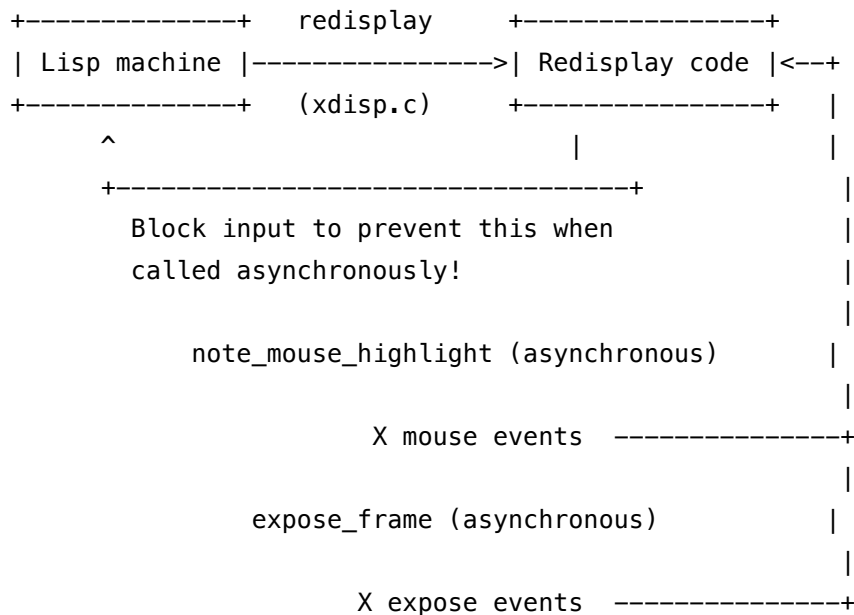 +--------------+   redisplay     +----------------+
| Lisp machine |---------------->| Redisplay code |<--+
+--------------+   (xdisp.c)     +----------------+   |
      ^                              |                |
      +----------------------------------+             |
        Block input to prevent this when               |
        called asynchronously!                         |
                                                       |
            note_mouse_highlight (asynchronous)       |
                                                       |
                        X mouse events  ---------------+
                                                       |
                expose_frame (asynchronous)           |
                                                       |
                       X expose events  ---------------+